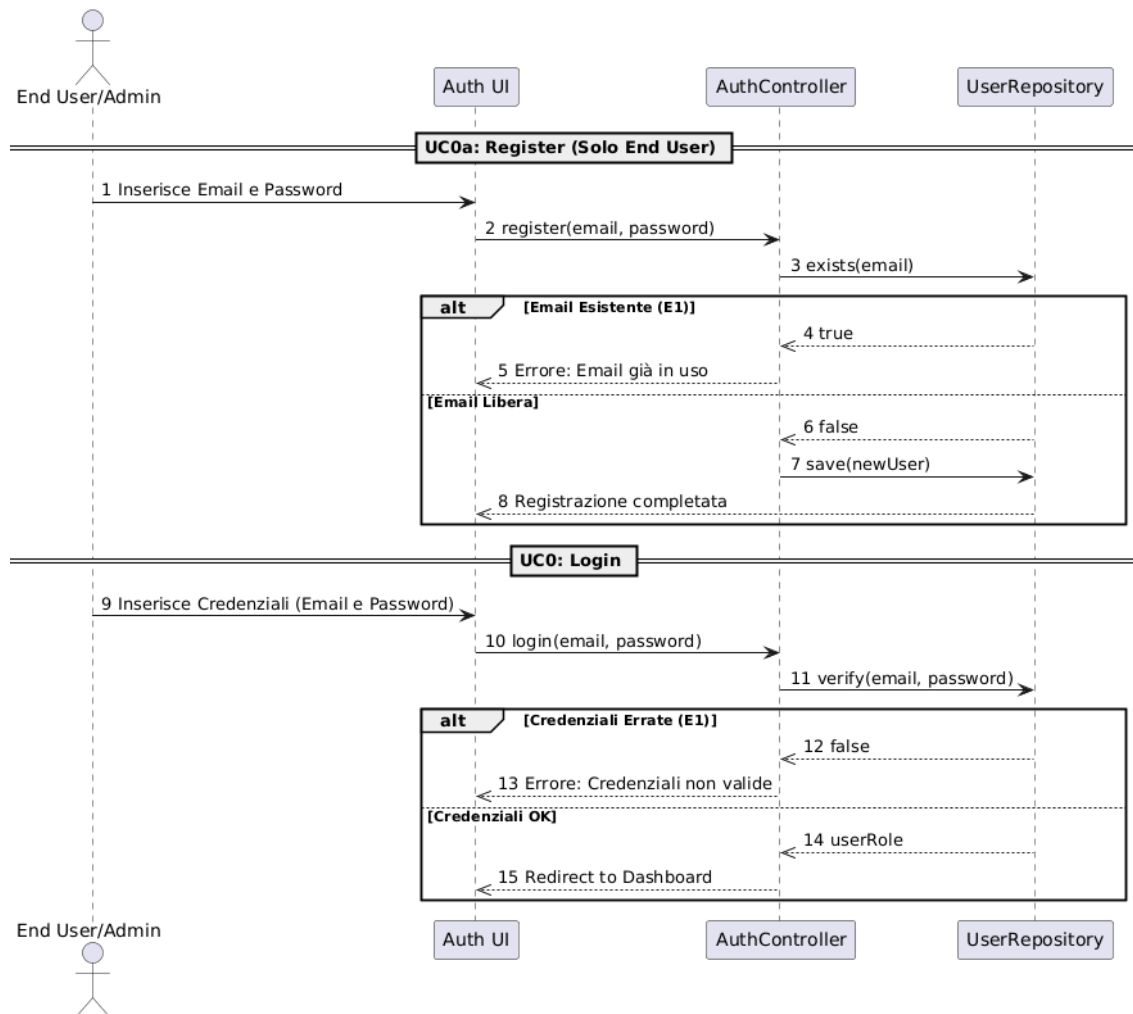 End User/Admin
Auth UI
AuthController
UserRepository
UC0a: Register (Solo End User)
1 Inserisce Email e Password
2 register(email, password)
3 exists(email)
alt [Email Esistente (E1)]
4 true
5 Errore: Email già in uso
[Email Libera]
6 false
7 save(newUser)
8 Registrazione completata
UC0: Login
9 Inserisce Credenziali (Email e Password)
10 login(email, password)
11 verify(email, password)
alt [Credenziali Errate (E1)]
12 false
13 Errore: Credenziali non valide
[Credenziali OK]
14 userRole
15 Redirect to Dashboard
End User/Admin
Auth UI
AuthController
UserRepository